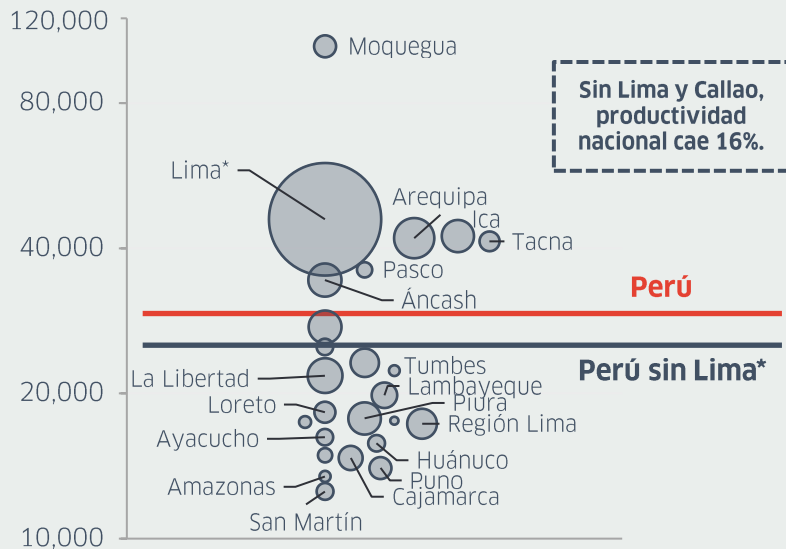 120,000
Moquegua
80,000
Sin Lima y Callao,
productividad
nacional cae 16%.
Lima*
Arequipa
Ica
40,000
Tacna
Pasco
Áncash
Perú
Perú sin Lima*
Tumbes
La Libertad
Lambayeque
20,000
Piura
Loreto
Región Lima
Ayacucho
Huánuco
Puno
Amazonas
Cajamarca
San Martín
10,000